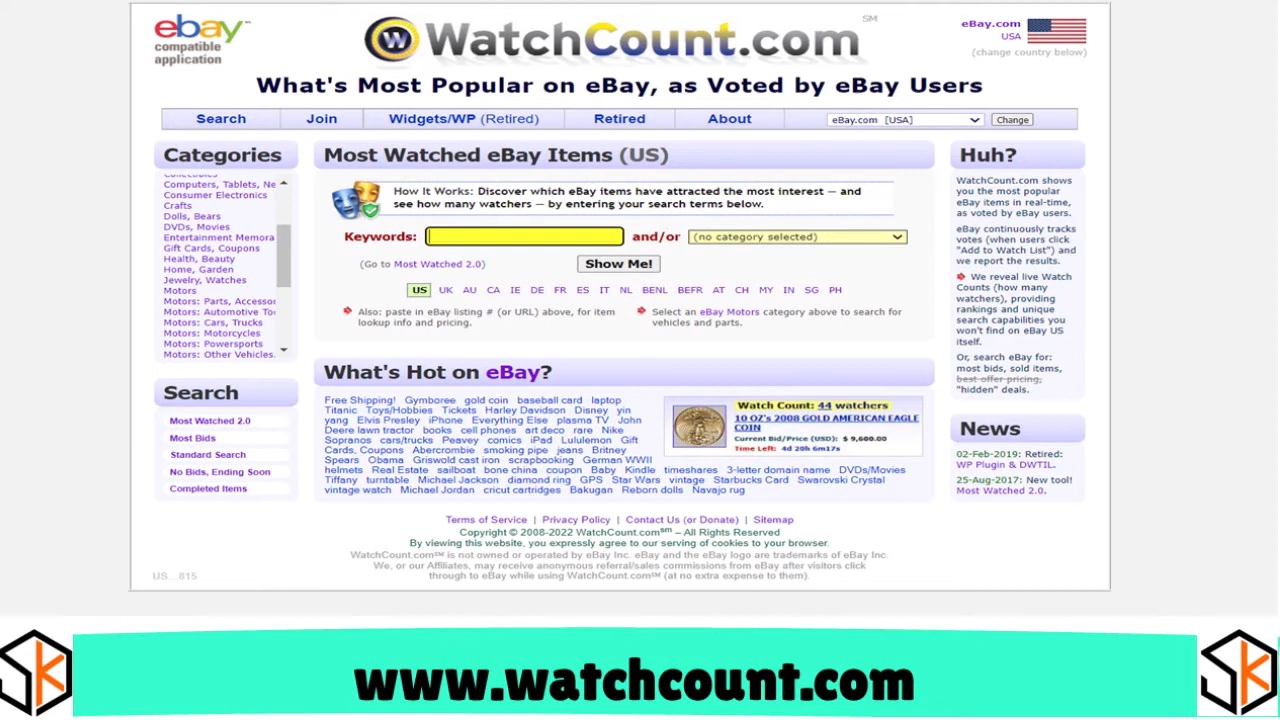 ebay™
compatible
application
W
WatchCount.com
SM
eBay.com
USA
(change country below)
What's Most Popular on eBay, as Voted by eBay Users
Search
Join
Widgets/WP (Retired)
Retired
About
eBay.com [USA]
Change
Categories
Collectibles
Computers, Tablets, Ne
Consumer Electronics
Crafts
Dolls, Bears
DVDs, Movies
Entertainment Memora
Gift Cards, Coupons
Health, Beauty
Home, Garden
Jewelry, Watches
Motors
Motors: Parts, Accessor
Motors: Automotive To
Motors: Cars, Trucks
Motors: Motorcycles
Motors: Powersports
Motors: Other Vehicles,
Search
Most Watched 2.0
Most Bids
Standard Search
No Bids, Ending Soon
Completed Items
Most Watched eBay Items (US)
How It Works: Discover which eBay items have attracted the most interest — and
see how many watchers — by entering your search terms below.
Keywords:
and/or
(no category selected)
(Go to Most Watched 2.0)
Show Me!
US UK AU CA IE DE FR ES IT NL BENL BEFR AT CH MY IN SG PH
Also: paste in eBay listing # (or URL) above, for item
lookup info and pricing.
Select an eBay Motors category above to search for
vehicles and parts.
What's Hot on eBay?
Free Shipping! Gymboree gold coin baseball card laptop
Titanic Toys/Hobbies Tickets Harley Davidson Disney yin
yang Elvis Presley iPhone Everything Else plasma TV John
Deere lawn tractor books cell phones art deco rare Nike
Sopranos cars/trucks Peavey comics iPad Lululemon Gift
Cards, Coupons Abercrombie smoking pipe jeans Britney
Spears Obama Griswold cast iron scrapbooking German WWII
helmets Real Estate sailboat bone china coupon Baby Kindle timeshares 3-letter domain name DVDs/Movies
Tiffany turntable Michael Jackson diamond ring GPS Star Wars vintage Starbucks Card Swarovski Crystal
vintage watch Michael Jordan cricut cartridges Bakugan Reborn dolls Navajo rug
Watch Count: 44 watchers
10 OZ's 2008 GOLD AMERICAN EAGLE
COIN
Current Bid/Price (USD): $ 9,600.00
Time Left: 4d 20h 6m17s
Huh?
WatchCount.com shows
you the most popular
eBay items in real-time,
as voted by eBay users.
eBay continuously tracks
votes (when users click
"Add to Watch List") and
we report the results.
We reveal live Watch
Counts (how many
watchers), providing
rankings and unique
search capabilities you
won't find on eBay US
itself.
Or, search eBay for:
most bids, sold items,
best offer pricing,
"hidden" deals.
News
02-Feb-2019: Retired:
WP Plugin & DWTIL.
25-Aug-2017: New tool!
Most Watched 2.0.
Terms of Service | Privacy Policy | Contact Us (or Donate) | Sitemap
Copyright © 2008-2022 WatchCount.com℠ – All Rights Reserved
By viewing this website, you expressly agree to our serving of cookies to your browser.
WatchCount.com℠ is not owned or operated by eBay Inc. eBay and the eBay logo are trademarks of eBay Inc.
We, or our Affiliates, may receive anonymous referral/sales commissions from eBay after visitors click
through to eBay while using WatchCount.com℠ (at no extra expense to them).
US...815
SK
www.watchcount.com
SK